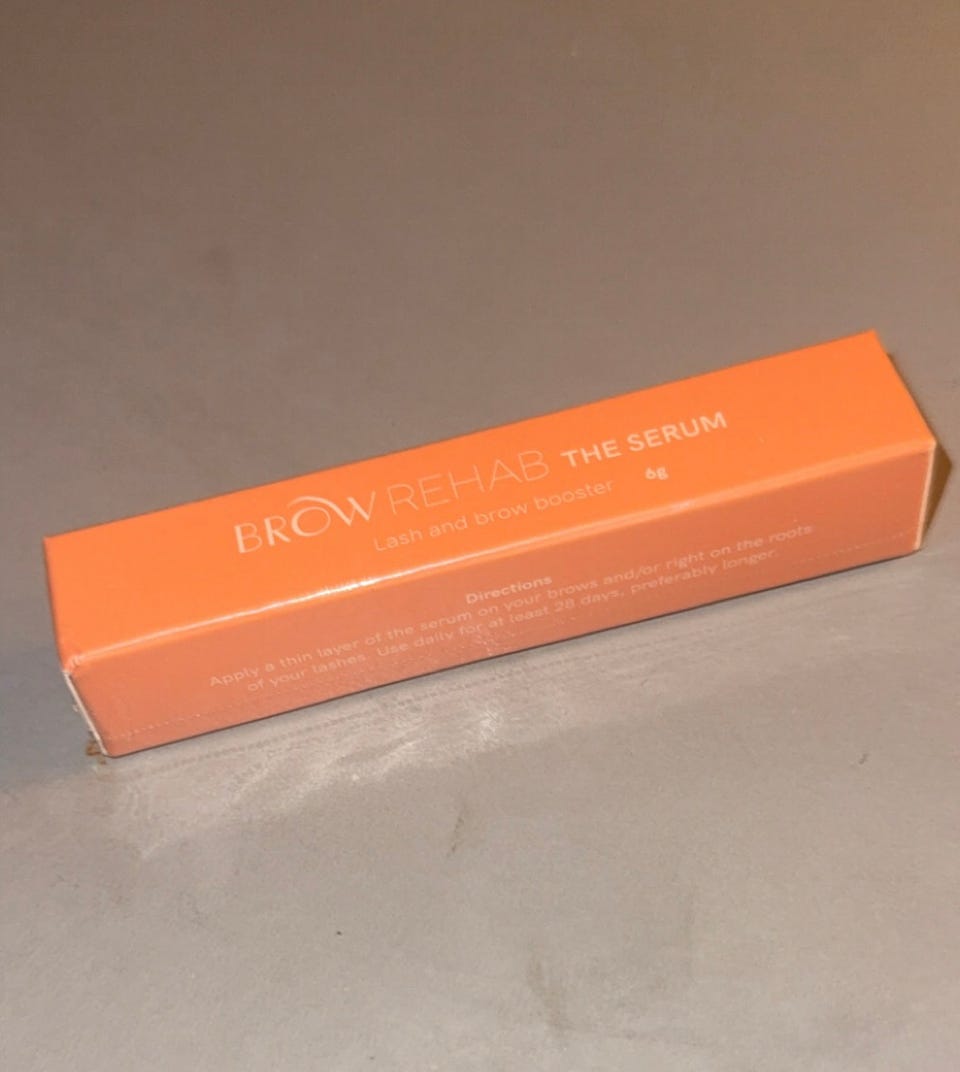 BROW REHAB THE SERUM
Lash and brow booster 6g
Directions
Apply a thin layer of the serum on your brows and/or right on the roots
of your lashes. Use daily for at least 28 days, preferably longer.